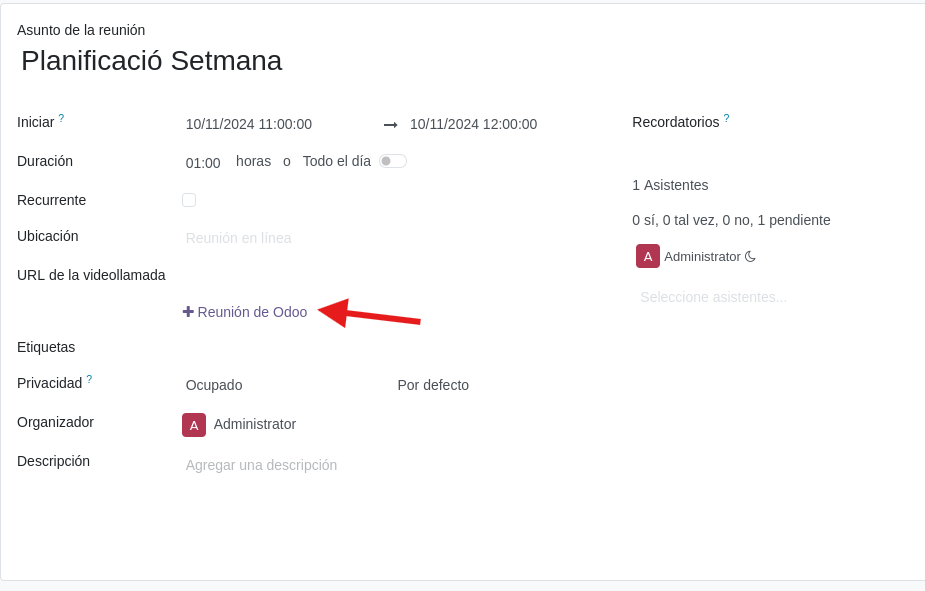 Asunto de la reunión
Planificació Setmana
Iniciar ? 10/11/2024 11:00:00 → 10/11/2024 12:00:00
Duración 01:00 horas o Todo el día
Recurrente
Ubicación Reunión en línea
URL de la videollamada
+ Reunión de Odoo
Etiquetas
Privacidad ? Ocupado Por defecto
Organizador A Administrator
Descripción Agregar una descripción
Recordatorios ?
1 Asistentes
0 sí, 0 tal vez, 0 no, 1 pendiente
A Administrator
Seleccione asistentes...